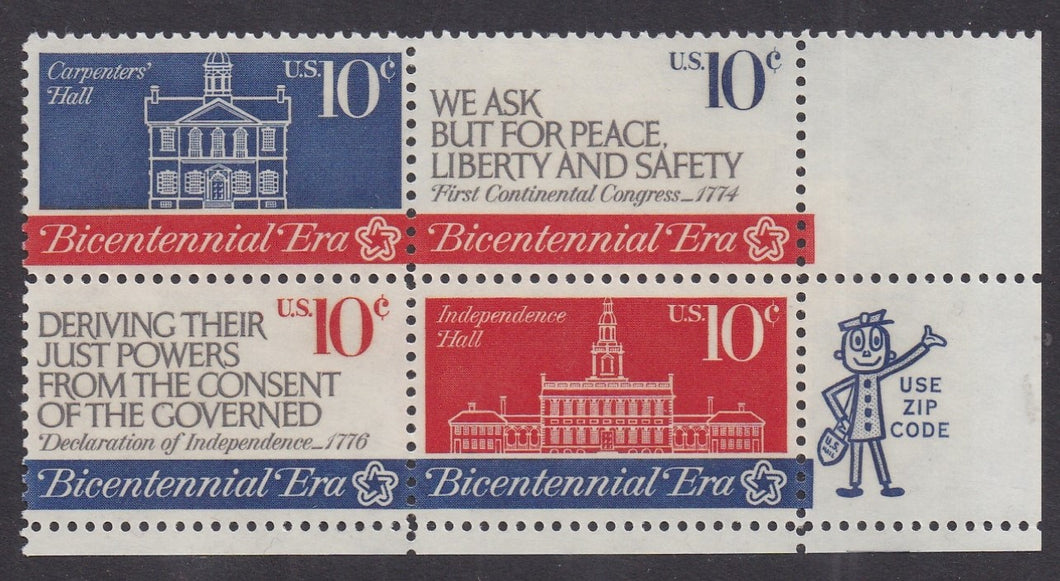 Carpenters'
Hall
U.S. 10¢
Bicentennial Era
U.S. 10¢
WE ASK
BUT FOR PEACE,
LIBERTY AND SAFETY
First Continental Congress_1774
Bicentennial Era
U.S. 10¢
DERIVING THEIR
JUST POWERS
FROM THE CONSENT
OF THE GOVERNED
Declaration of Independence_1776
Bicentennial Era
Independence
Hall
U.S. 10¢
Bicentennial Era
USE
ZIP
CODE
U.S.
MAIL